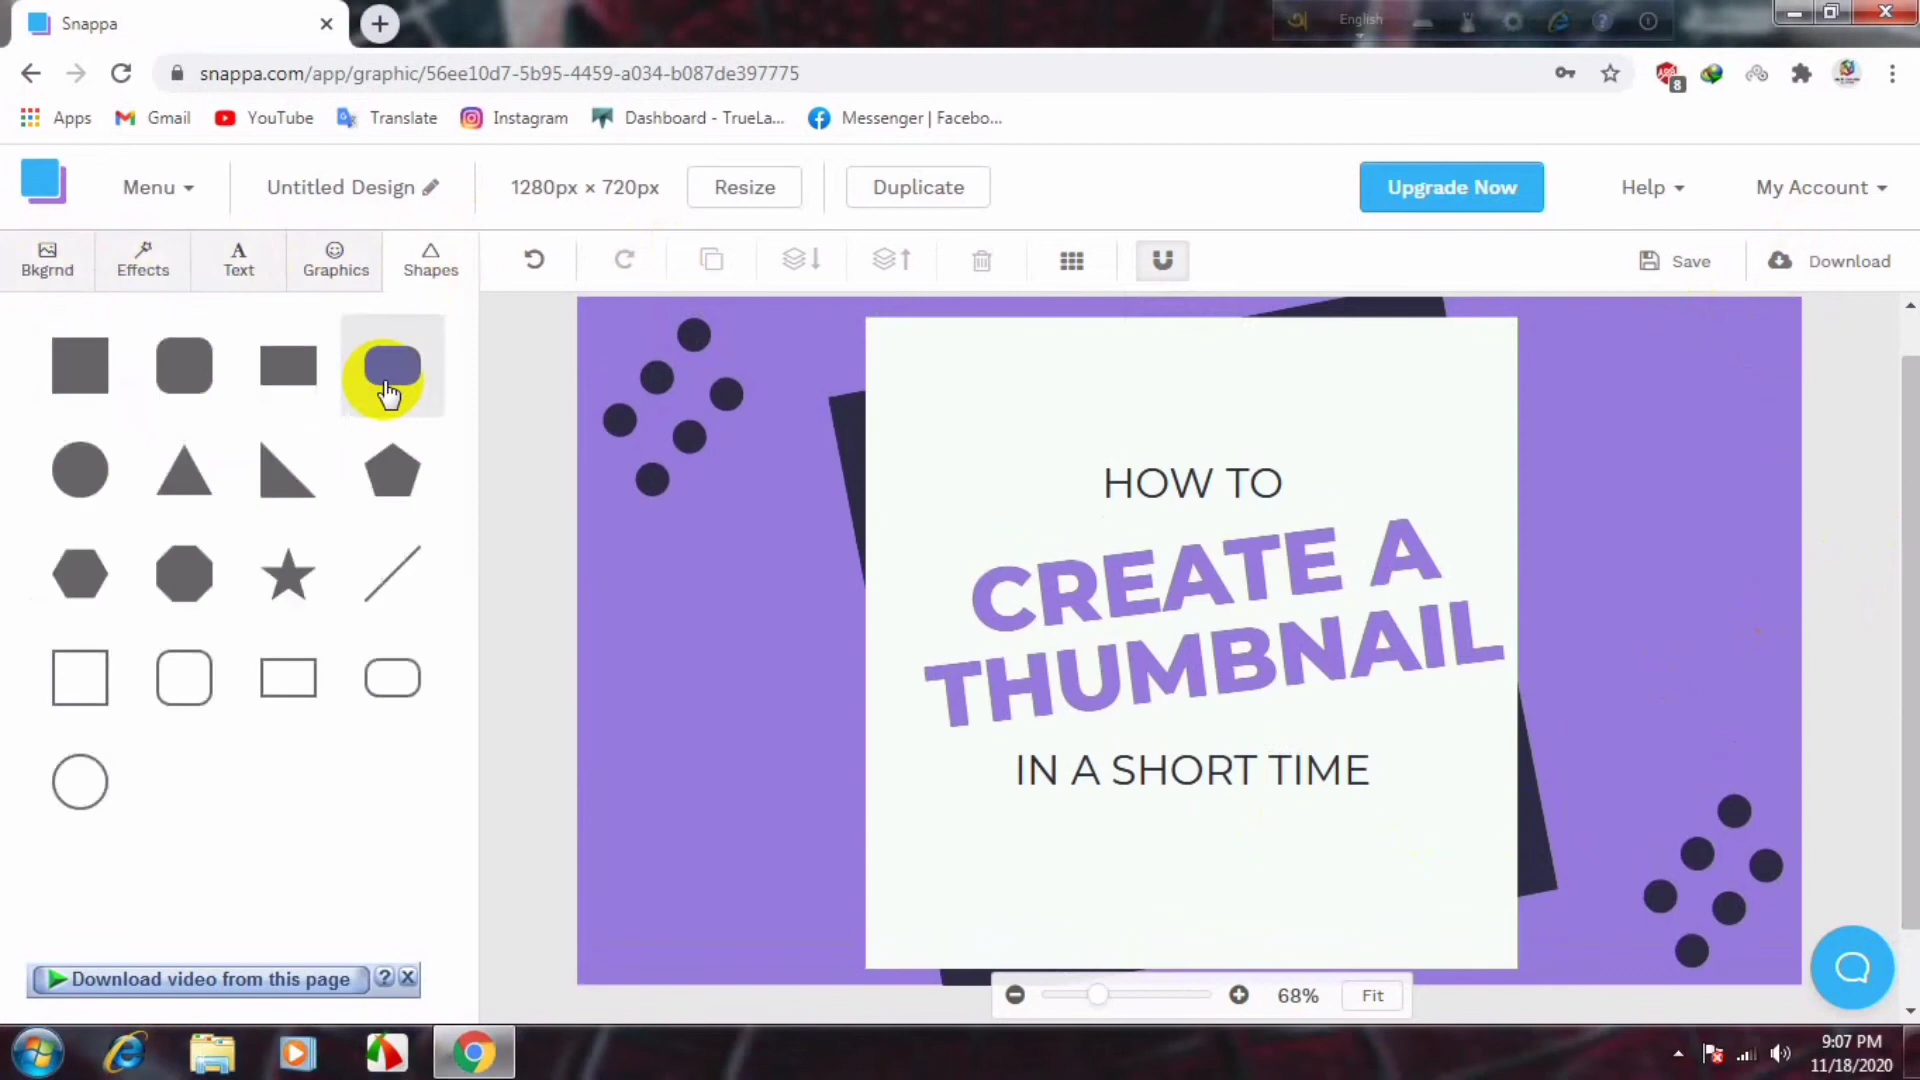 Snappa
English
snappa.com/app/graphic/56ee10d7-5b95-4459-a034-b087de397775
8
Apps
Gmail
YouTube
Translate
Instagram
Dashboard - TrueLa...
Messenger | Facebo...
Menu
Untitled Design
1280px × 720px
Resize
Duplicate
Upgrade Now
Help
My Account
Bkgrnd
Effects
Text
Graphics
Shapes
Save
Download
HOW TO
CREATE A
THUMBNAIL
IN A SHORT TIME
Download video from this page
68%
Fit
9:07 PM
11/18/2020